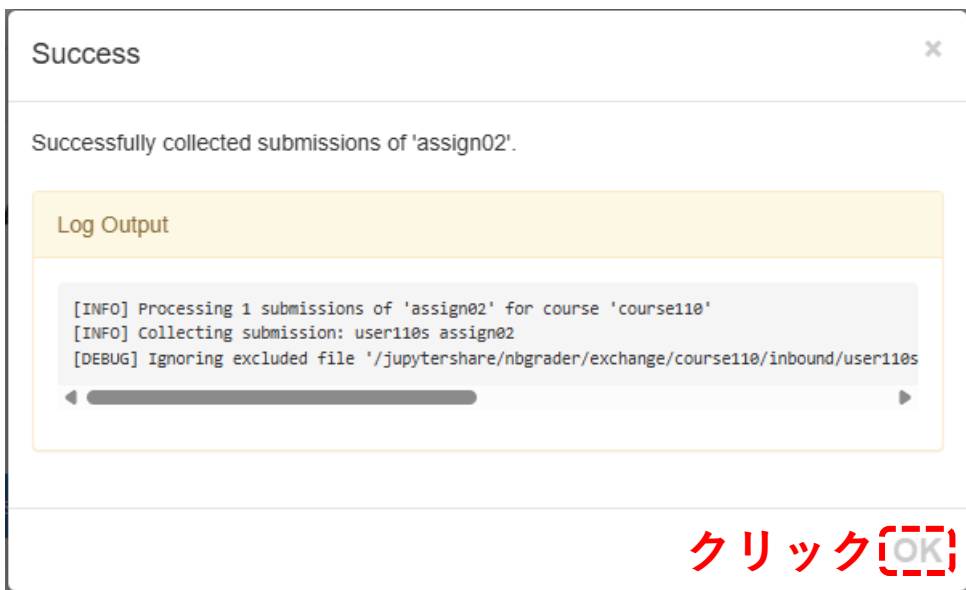 Success ×
Successfully collected submissions of 'assign02'.
Log Output
[INFO] Processing 1 submissions of 'assign02' for course 'course110'
[INFO] Collecting submission: user110s assign02
[DEBUG] Ignoring excluded file '/jupytershare/nbgrader/exchange/course110/inbound/user110s
クリック OK